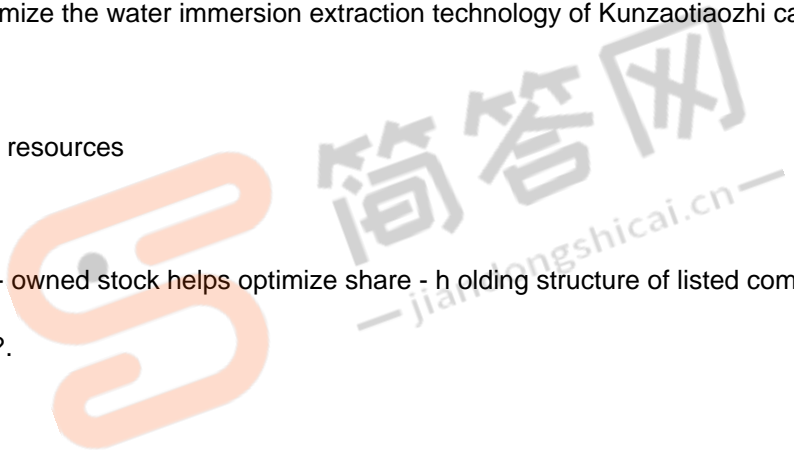 mize the water immersion extraction technology of Kunzaotiaozhi ca
简答网
resources
jiandongshicai.cn
- owned stock helps optimize share - h olding structure of listed com
?.